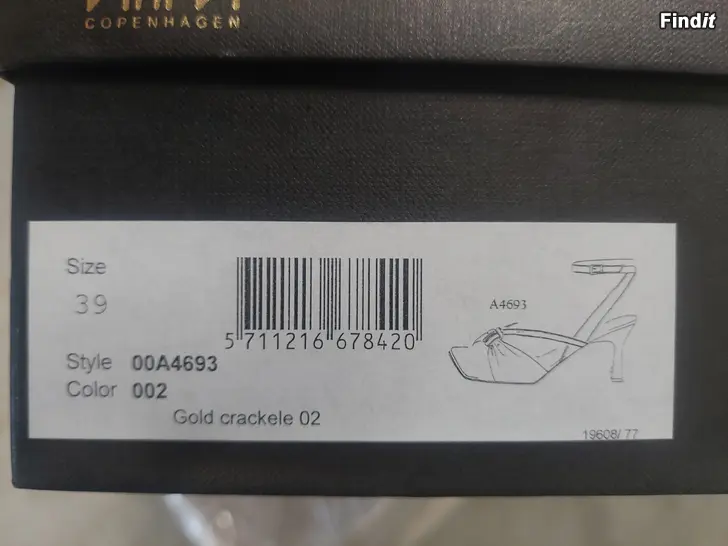 Findit
COPENHAGEN
Size
39
5 711216 678420
Style 00A4693
Color 002
Gold crackele 02
A4693
19608/ 77